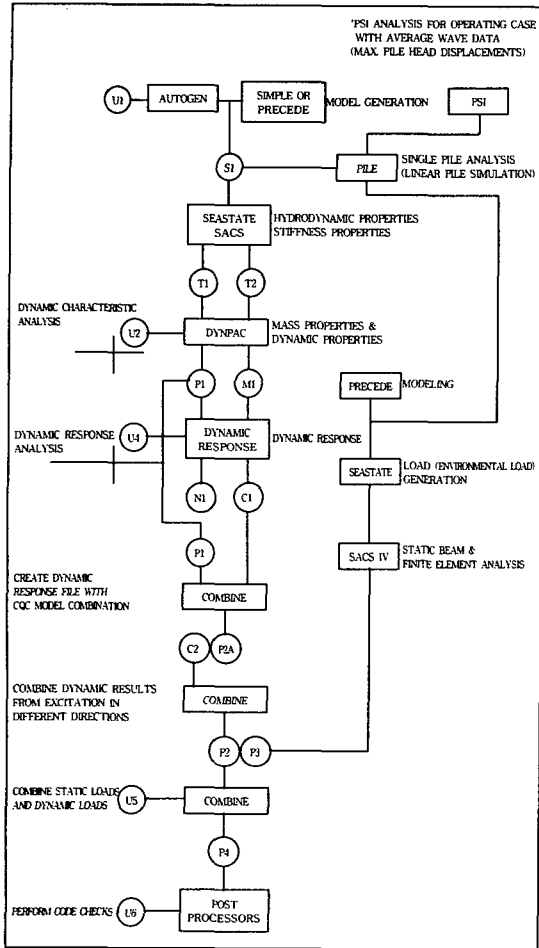 'PSI ANALYSIS FOR OPERATING CASE
WITH AVERAGE WAVE DATA
(MAX. PILE HEAD DISPLACEMENTS)
U1
AUTOGEN
SIMPLE OR
PRECEDE
MODEL GENERATION
PSI
S1
PILE
SINGLE PILE ANALYSIS
(LINEAR PILE SIMULATION)
SEASTATE
SACS
HYDRODYNAMIC PROPERTIES
STIFFNESS PROPERTIES
T1
T2
DYNAMIC CHARACTERISTIC
ANALYSIS
U2
DYNPAC
MASS PROPERTIES &
DYNAMIC PROPERTIES
P1
M1
PRECEDE
MODELING
DYNAMIC RESPONSE
ANALYSIS
U4
DYNAMIC
RESPONSE
DYNAMIC RESPONSE
SEASTATE
LOAD (ENVIRONMENTAL LOAD)
GENERATION
N1
C1
P1
SACS IV
STATIC BEAM &
FINITE ELEMENT ANALYSIS
CREATE DYNAMIC
RESPONSE FILE WITH
CQC MODEL COMBINATION
COMBINE
C2
P2A
COMBINE DYNAMIC RESULTS
FROM EXCITATION IN
DIFFERENT DIRECTIONS
COMBINE
P2
P3
COMBINE STATIC LOADS
AND DYNAMIC LOADS
U5
COMBINE
P4
PERFORM CODE CHECKS
U6
POST
PROCESSORS